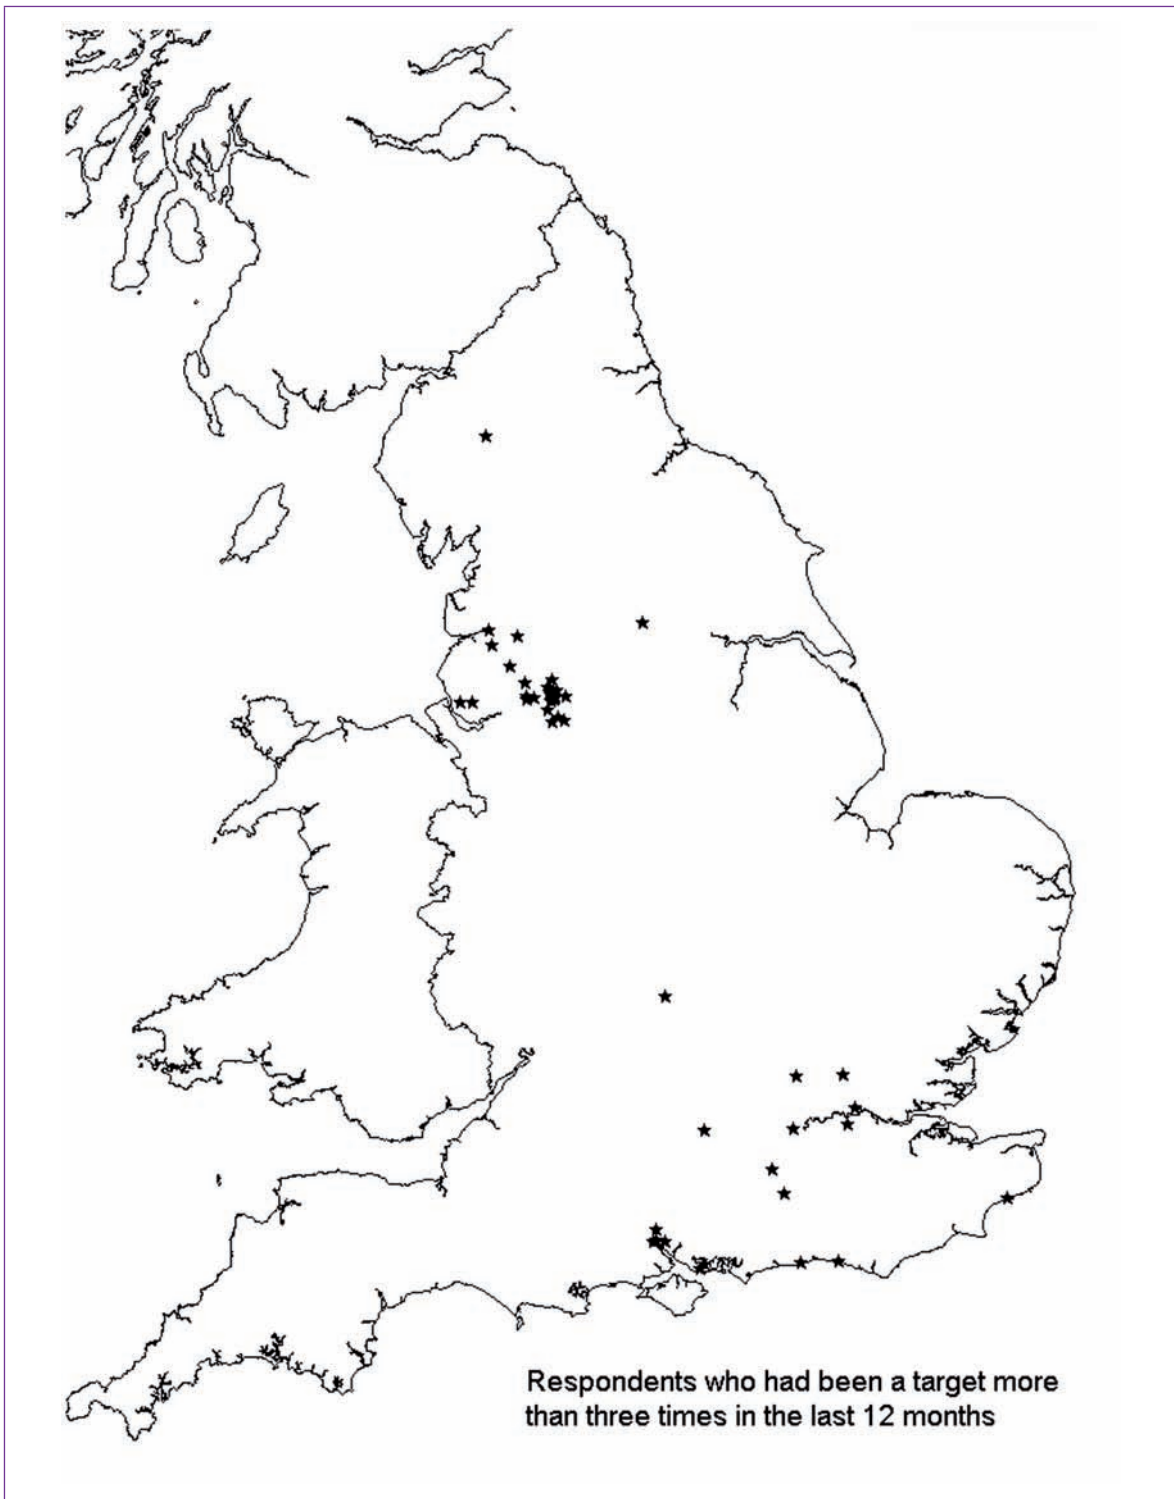 Respondents who had been a target more
than three times in the last 12 months